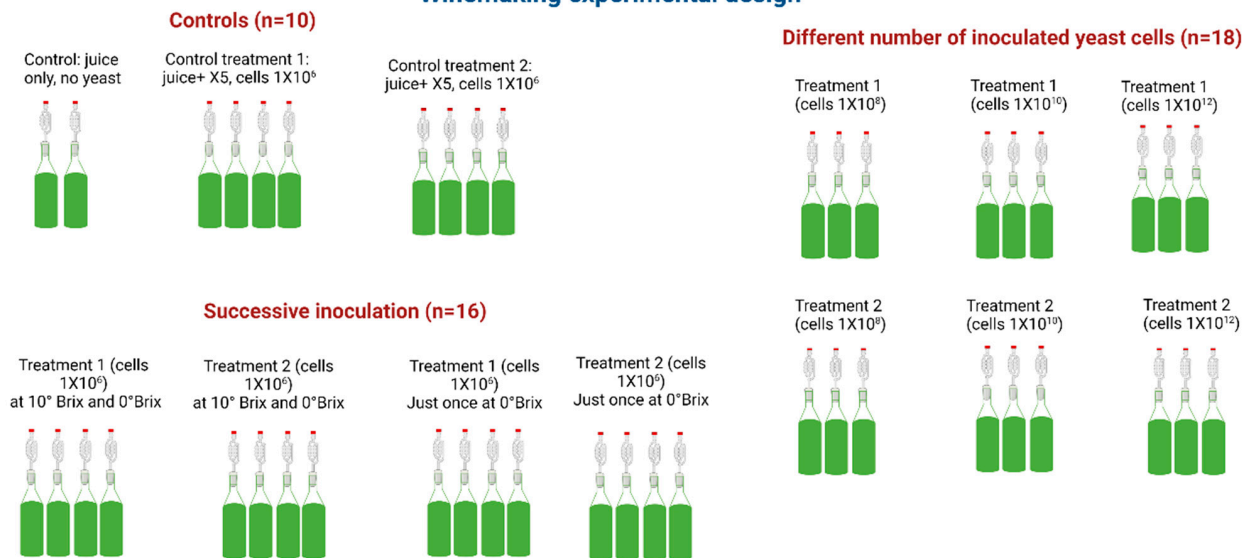 Winemaking experimental design
Controls (n=10)
Control: juice
only, no yeast
Control treatment 1:
juice+ X5, cells 1X10⁶
Control treatment 2:
juice+ X5, cells 1X10⁶
Different number of inoculated yeast cells (n=18)
Treatment 1
(cells 1X10⁸)
Treatment 1
(cells 1X10¹⁰)
Treatment 1
(cells 1X10¹²)
Treatment 2
(cells 1X10⁸)
Treatment 2
(cells 1X10¹⁰)
Treatment 2
(cells 1X10¹²)
Successive inoculation (n=16)
Treatment 1 (cells
1X10⁶)
at 10° Brix and 0°Brix
Treatment 2 (cells
1X10⁶)
at 10° Brix and 0°Brix
Treatment 1 (cells
1X10⁶)
Just once at 0°Brix
Treatment 2 (cells
1X10⁶)
Just once at 0°Brix